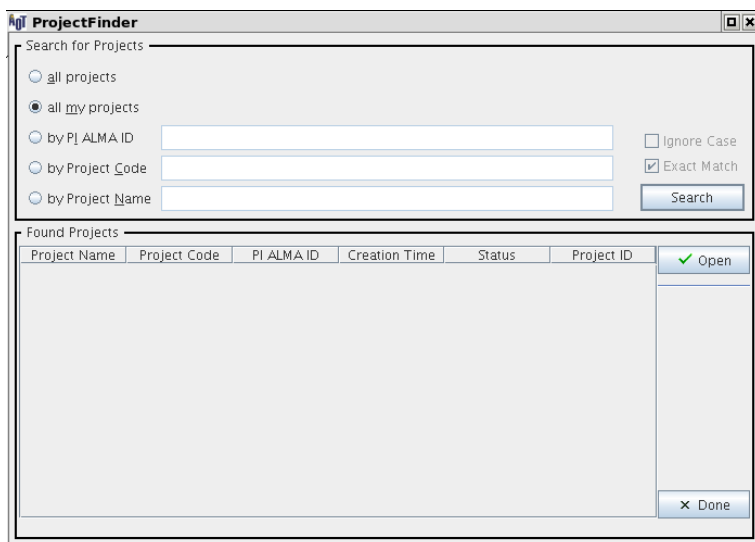 AOT ProjectFinder
Search for Projects
all projects
all my projects
by PI ALMA ID
Ignore Case
by Project Code
Exact Match
by Project Name
Search
Found Projects
Project Name Project Code PI ALMA ID Creation Time Status Project ID
Open
Done